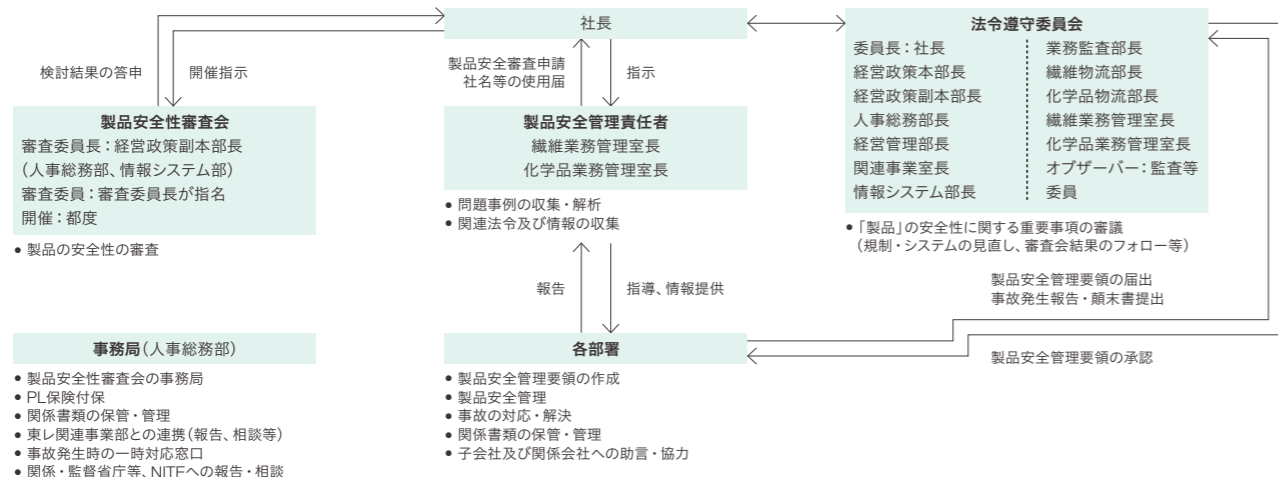 社長
検討結果の答申
開催指示
製品安全審査申請
社名等の使用届
指示
製品安全性審査会
審査委員長：経営政策副本部長
（人事総務部、情報システム部）
審査委員：審査委員長が指名
開催：都度
• 製品の安全性の審査
製品安全管理責任者
繊維業務管理室長
化学品業務管理室長
• 問題事例の収集・解析
• 関連法令及び情報の収集
法令遵守委員会
委員長：社長
経営政策本部長
経営政策副本部長
人事総務部長
経営管理部長
関連事業室長
情報システム部長
業務監査部長
繊維物流部長
化学品物流部長
繊維業務管理室長
化学品業務管理室長
オブザーバー：監査等
委員
• 「製品」の安全性に関する重要事項の審議
（規制・システムの見直し、審査会結果のフォロー等）
報告
指導、情報提供
製品安全管理要領の届出
事故発生報告・顛末書提出
製品安全管理要領の承認
事務局（人事総務部）
• 製品安全性審査会の事務局
• PL保険付保
• 関係書類の保管・管理
• 東レ関連事業部との連携（報告、相談等）
• 事故発生時の一時対応窓口
• 関係・監督省庁等、NITEへの報告・相談
各部署
• 製品安全管理要領の作成
• 製品安全管理
• 事故の対応・解決
• 関係書類の保管・管理
• 子会社及び関係会社への助言・協力